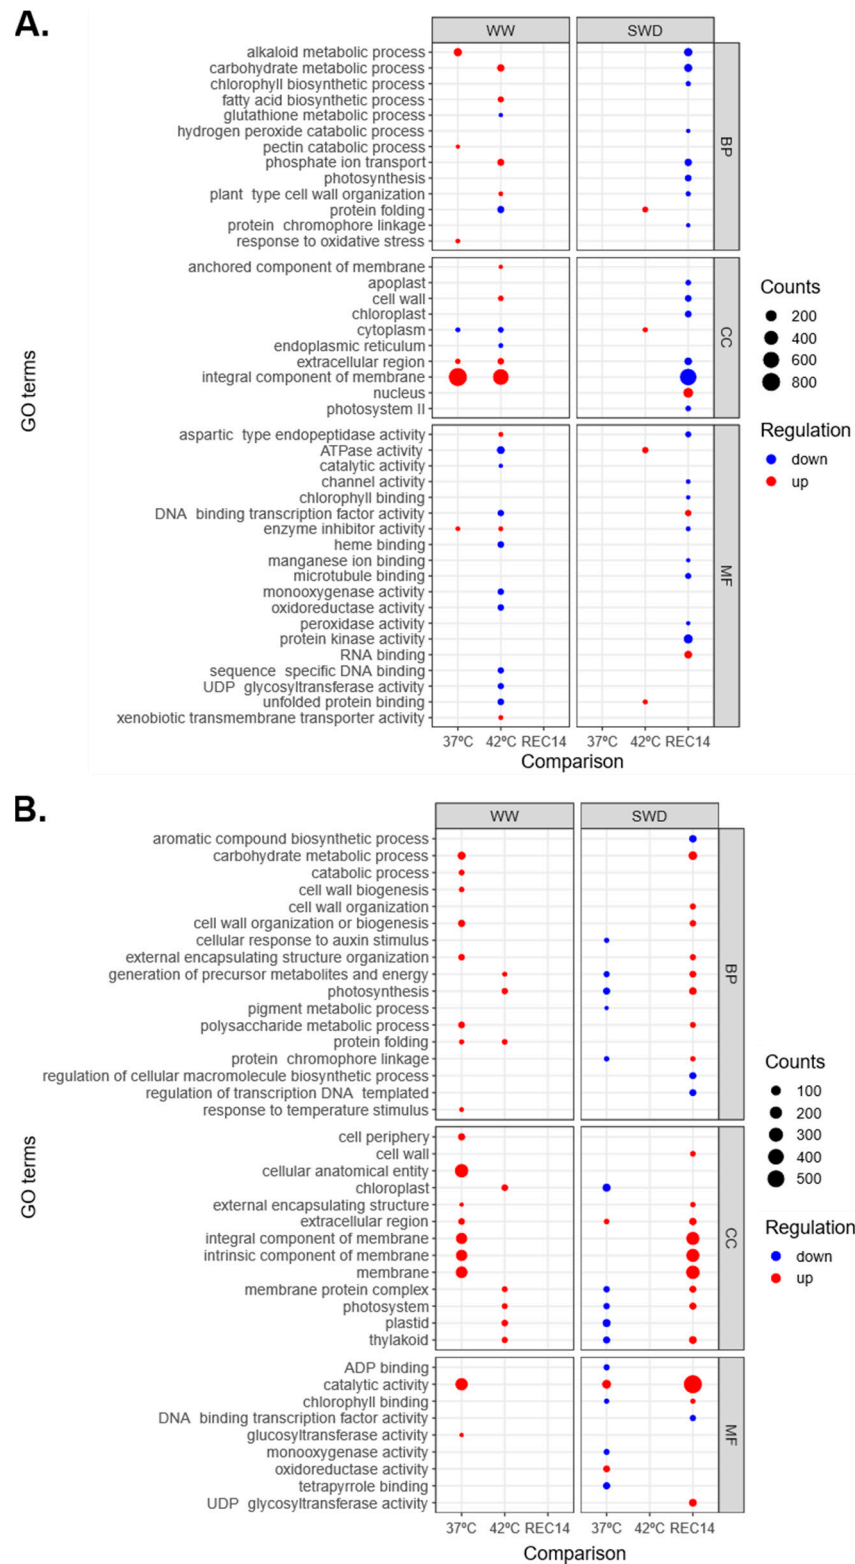 A.
WW SWD
alkaloid metabolic process
carbohydrate metabolic process
chlorophyll biosynthetic process
fatty acid biosynthetic process
glutathione metabolic process
hydrogen peroxide catabolic process
pectin catabolic process
phosphate ion transport
photosynthesis
plant type cell wall organization
protein folding
protein chromophore linkage
response to oxidative stress
BP
anchored component of membrane
apoplast
cell wall
chloroplast
cytoplasm
endoplasmic reticulum
extracellular region
integral component of membrane
nucleus
photosystem II
CC
aspartic type endopeptidase activity
ATPase activity
catalytic activity
channel activity
chlorophyll binding
DNA binding transcription factor activity
enzyme inhibitor activity
heme binding
manganese ion binding
microtubule binding
monooxygenase activity
oxidoreductase activity
peroxidase activity
protein kinase activity
RNA binding
sequence specific DNA binding
UDP glycosyltransferase activity
unfolded protein binding
xenobiotic transmembrane transporter activity
MF
GO terms
37ºC 42ºC REC14 37ºC 42ºC REC14
Comparison
Counts
200
400
600
800
Regulation
down
up
B.
WW SWD
aromatic compound biosynthetic process
carbohydrate metabolic process
catabolic process
cell wall biogenesis
cell wall organization
cell wall organization or biogenesis
cellular response to auxin stimulus
external encapsulating structure organization
generation of precursor metabolites and energy
photosynthesis
pigment metabolic process
polysaccharide metabolic process
protein folding
protein chromophore linkage
regulation of cellular macromolecule biosynthetic process
regulation of transcription DNA templated
response to temperature stimulus
BP
cell periphery
cell wall
cellular anatomical entity
chloroplast
external encapsulating structure
extracellular region
integral component of membrane
intrinsic component of membrane
membrane
membrane protein complex
photosystem
plastid
thylakoid
CC
ADP binding
catalytic activity
chlorophyll binding
DNA binding transcription factor activity
glucosyltransferase activity
monooxygenase activity
oxidoreductase activity
tetrapyrrole binding
UDP glycosyltransferase activity
MF
GO terms
37ºC 42ºC REC14 37ºC 42ºC REC14
Comparison
Counts
100
200
300
400
500
Regulation
down
up